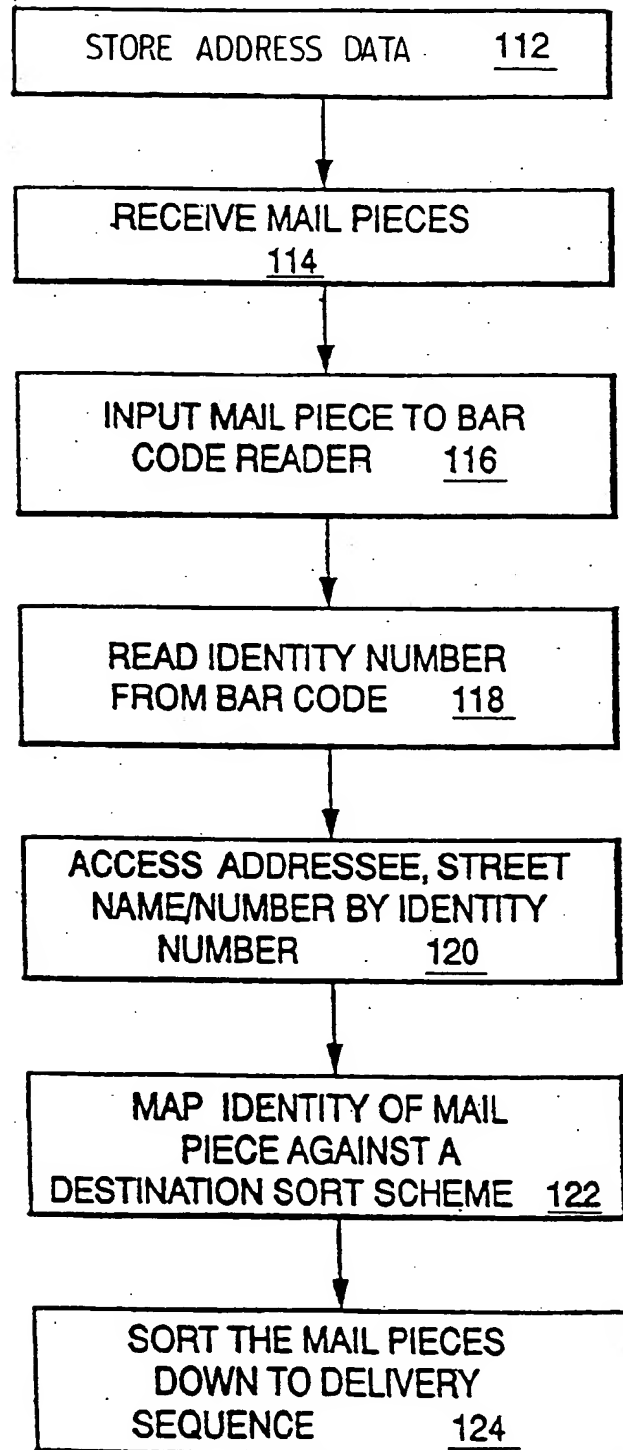 STORE ADDRESS DATA 112
RECEIVE MAIL PIECES
114
INPUT MAIL PIECE TO BAR
CODE READER 116
READ IDENTITY NUMBER
FROM BAR CODE 118
ACCESS ADDRESSEE, STREET
NAME/NUMBER BY IDENTITY
NUMBER 120
MAP IDENTITY OF MAIL
PIECE AGAINST A
DESTINATION SORT SCHEME 122
SORT THE MAIL PIECES
DOWN TO DELIVERY
SEQUENCE 124